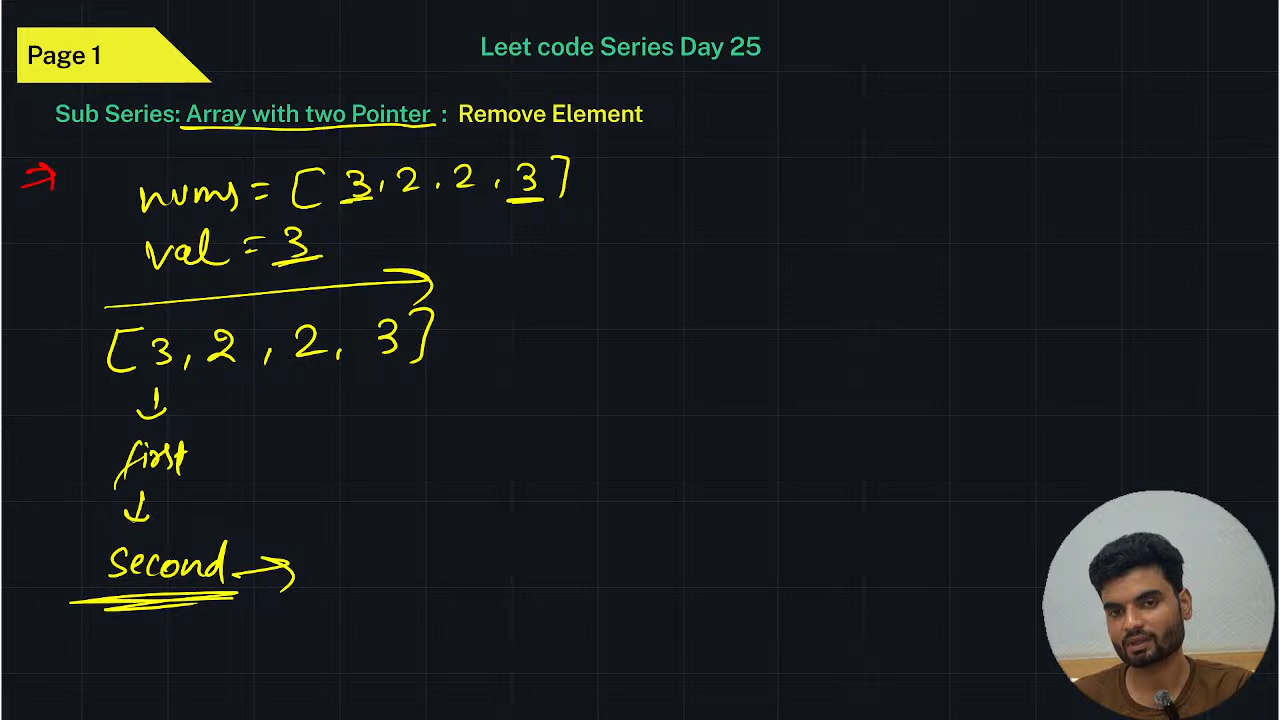 Page 1
Leet code Series Day 25
Sub Series: Array with two Pointer : Remove Element
nums = [ 3, 2, 2, 3 ]
val = 3
[3, 2, 2, 3]
first
second